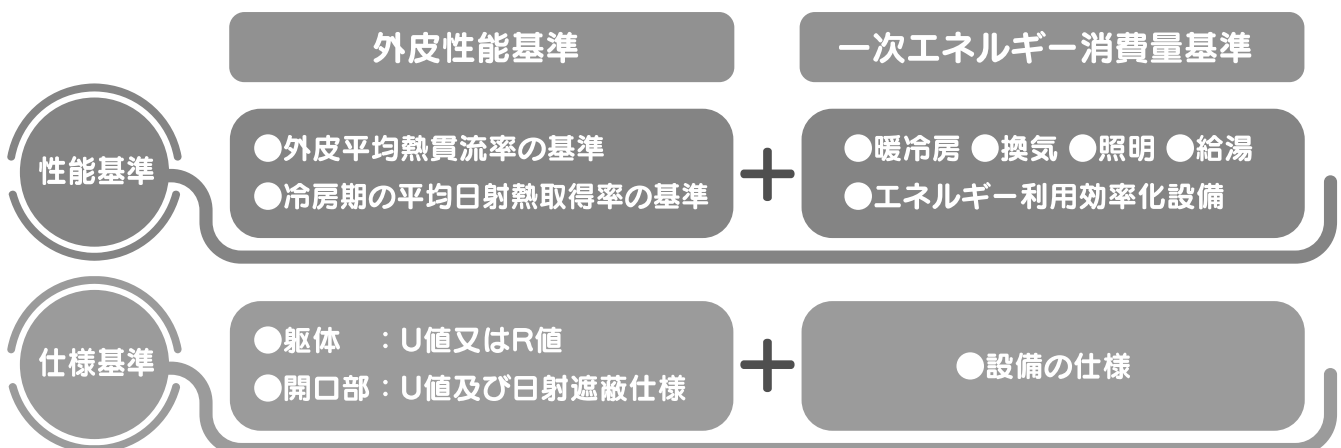 外皮性能基準
一次エネルギー消費量基準
性能基準
●外皮平均熱貫流率の基準
●冷房期の平均日射熱取得率の基準
+
●暖冷房 ●換気 ●照明 ●給湯
●エネルギー利用効率化設備
仕様基準
●躯体　：U値又はR値
●開口部：U値及び日射遮蔽仕様
+
●設備の仕様